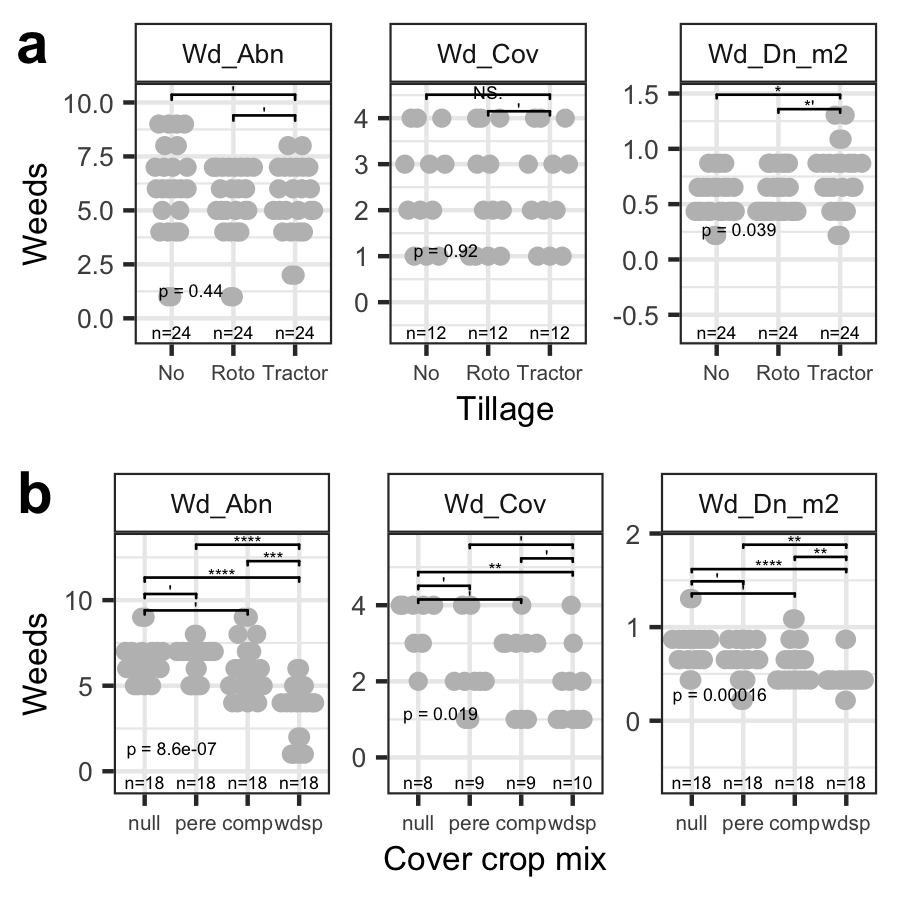 a
Wd_Abn Wd_Cov Wd_Dn_m2
Weeds
10.0
7.5
5.0
2.5
0.0
'
'
p = 0.44
n=24 n=24 n=24
No Roto Tractor
4
3
2
1
0
NS.
'
p = 0.92
n=12 n=12 n=12
No Roto Tractor
1.5
1.0
0.5
0.0
-0.5
*
*'
p = 0.039
n=24 n=24 n=24
No Roto Tractor
Tillage
b
Wd_Abn Wd_Cov Wd_Dn_m2
Weeds
10
5
0
****
***
****
'
'
p = 8.6e-07
n=18 n=18 n=18 n=18
null pere comp wdsp
4
2
0
'
'
**
'
'
p = 0.019
n=8 n=9 n=9 n=10
null pere comp wdsp
2
1
0
**
**
****
'
'
p = 0.00016
n=18 n=18 n=18 n=18
null pere comp wdsp
Cover crop mix